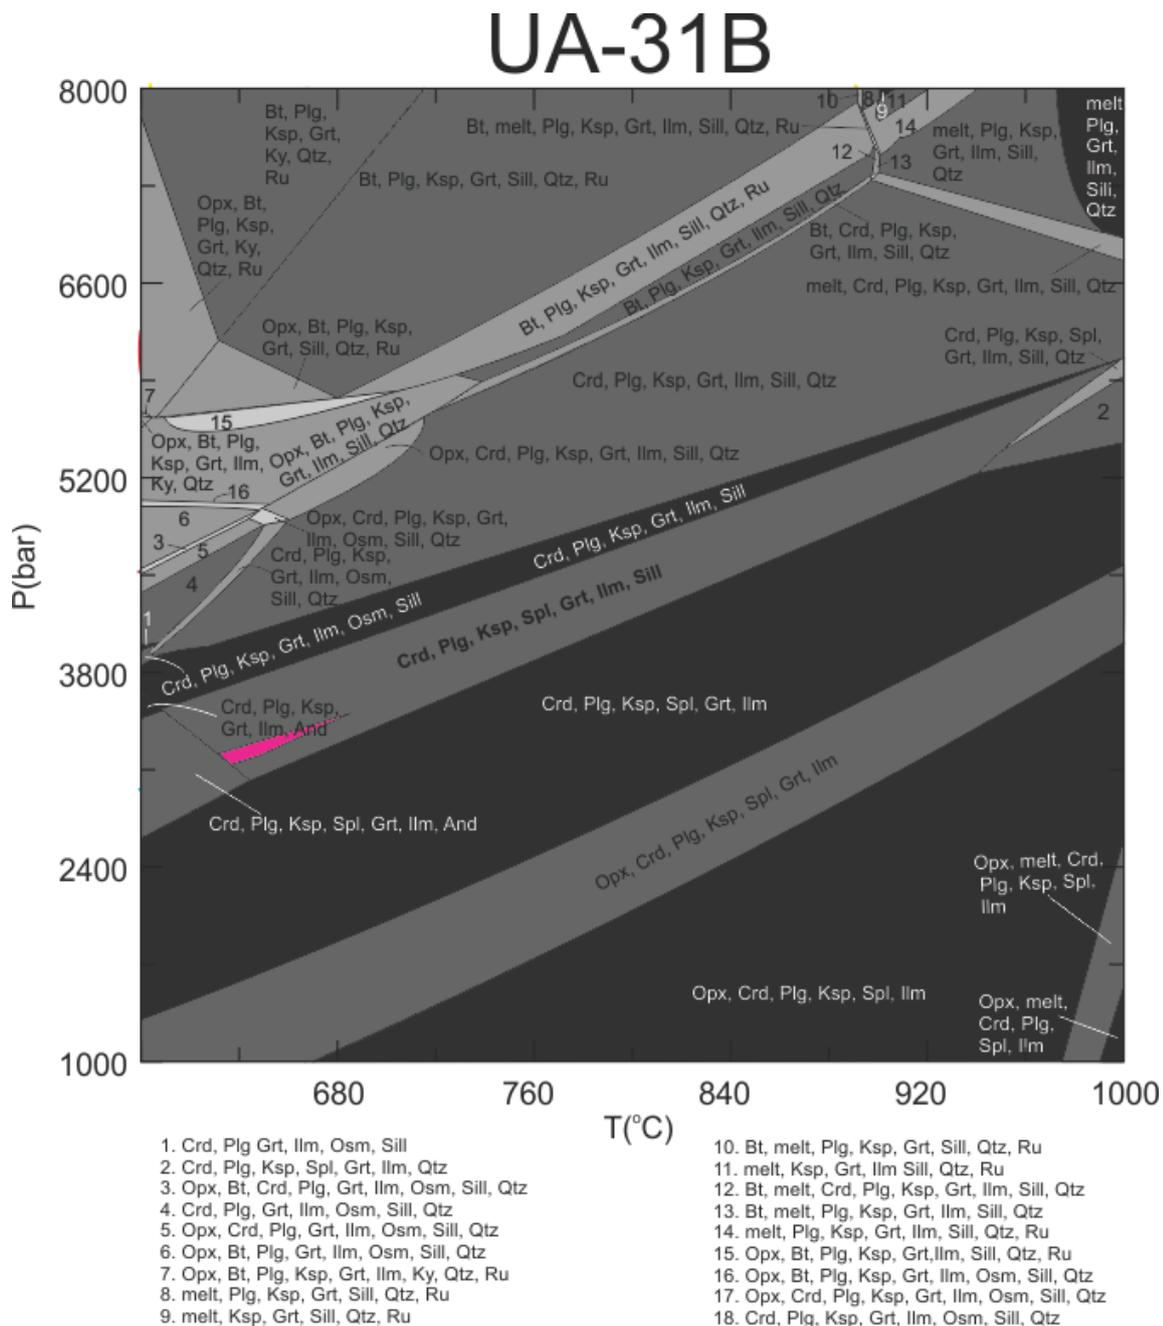 UA-31B
8000
6600
5200
3800
2400
1000
P(bar)
680
760
840
920
1000
T(°C)
Bt, Plg,
Ksp, Grt,
Ky, Qtz,
Ru
Bt, melt, Plg, Ksp, Grt, Ilm, Sill, Qtz, Ru
10
8
9
11
14
12
13
melt, Plg, Ksp,
Grt, Ilm, Sill,
Qtz
melt
Plg,
Grt,
Ilm,
Sili,
Qtz
Bt, Plg, Ksp, Grt, Sill, Qtz, Ru
Opx, Bt,
Plg, Ksp,
Grt, Ky,
Qtz, Ru
Bt, Plg, Ksp, Grt, Ilm, Sill, Qtz, Ru
Bt, Plg, Ksp, Grt, Ilm, Sill, Qtz
Bt, Crd, Plg, Ksp,
Grt, Ilm, Sill, Qtz
melt, Crd, Plg, Ksp, Grt, Ilm, Sill, Qtz
Opx, Bt, Plg, Ksp,
Grt, Sill, Qtz, Ru
Crd, Plg, Ksp, Spl,
Grt, Ilm, Sill, Qtz
Crd, Plg, Ksp, Grt, Ilm, Sill, Qtz
7
15
2
Opx, Bt, Plg,
Ksp, Grt, Ilm,
Ky, Qtz
Opx, Bt, Plg, Ksp,
Grt, Ilm, Sill, Qtz
Opx, Crd, Plg, Ksp, Grt, Ilm, Sill, Qtz
16
6
3
5
4
1
Opx, Crd, Plg, Ksp, Grt,
Ilm, Osm, Sill, Qtz
Crd, Plg, Ksp,
Grt, Ilm, Osm,
Sill, Qtz
Crd, Plg, Ksp, Grt, Ilm, Sill
Crd, Plg, Ksp, Grt, Ilm, Osm, Sill
Crd, Plg, Ksp, Spl, Grt, Ilm, Sill
Crd, Plg, Ksp,
Grt, Ilm, And
Crd, Plg, Ksp, Spl, Grt, Ilm
Crd, Plg, Ksp, Spl, Grt, Ilm, And
Opx, Crd, Plg, Ksp, Spl, Grt, Ilm
Opx, melt, Crd,
Plg, Ksp, Spl,
Ilm
Opx, Crd, Plg, Ksp, Spl, Ilm
Opx, melt,
Crd, Plg,
Spl, Ilm
1. Crd, Plg Grt, Ilm, Osm, Sill
2. Crd, Plg, Ksp, Spl, Grt, Ilm, Qtz
3. Opx, Bt, Crd, Plg, Grt, Ilm, Osm, Sill, Qtz
4. Crd, Plg, Grt, Ilm, Osm, Sill, Qtz
5. Opx, Crd, Plg, Grt, Ilm, Osm, Sill, Qtz
6. Opx, Bt, Plg, Grt, Ilm, Osm, Sill, Qtz
7. Opx, Bt, Plg, Ksp, Grt, Ilm, Ky, Qtz, Ru
8. melt, Plg, Ksp, Grt, Sill, Qtz, Ru
9. melt, Ksp, Grt, Sill, Qtz, Ru
10. Bt, melt, Plg, Ksp, Grt, Sill, Qtz, Ru
11. melt, Ksp, Grt, Ilm Sill, Qtz, Ru
12. Bt, melt, Crd, Plg, Ksp, Grt, Ilm, Sill, Qtz
13. Bt, melt, Plg, Ksp, Grt, Ilm, Sill, Qtz
14. melt, Plg, Ksp, Grt, Ilm, Sill, Qtz, Ru
15. Opx, Bt, Plg, Ksp, Grt,Ilm, Sill, Qtz, Ru
16. Opx, Bt, Plg, Ksp, Grt, Ilm, Osm, Sill, Qtz
17. Opx, Crd, Plg, Ksp, Grt, Ilm, Osm, Sill, Qtz
18. Crd, Plg, Ksp, Grt, Ilm, Osm, Sill, Qtz